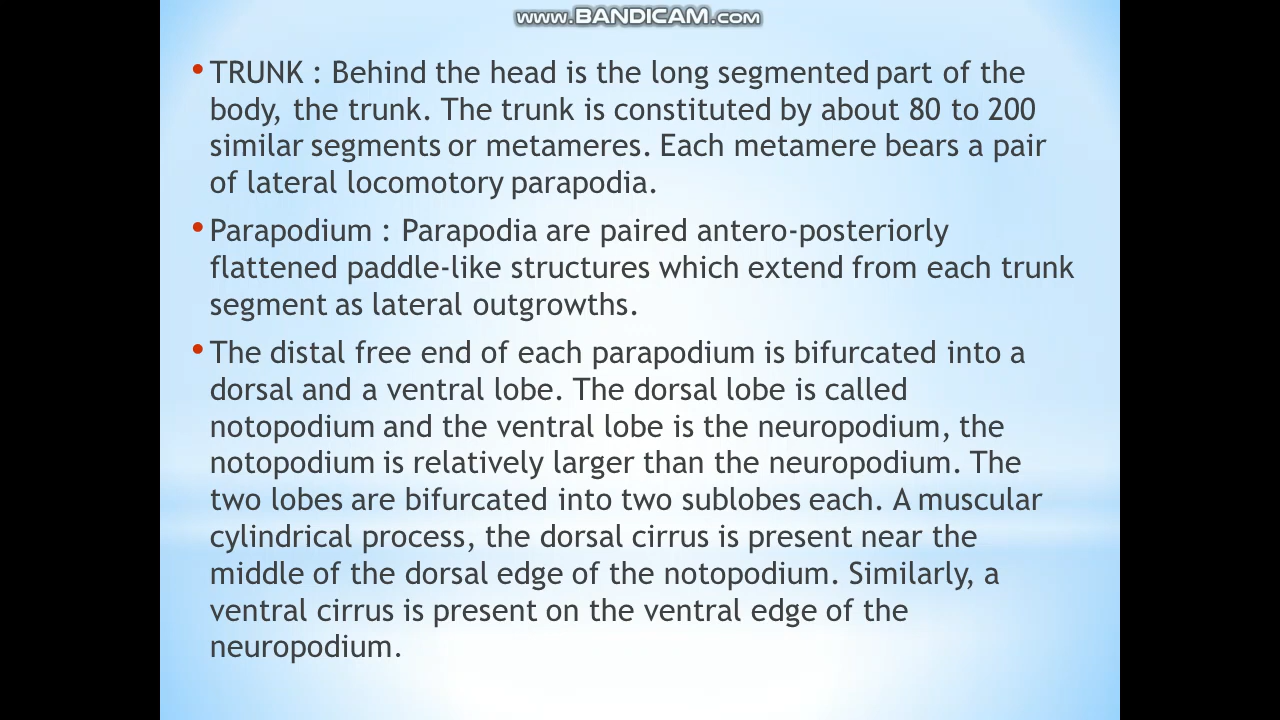 www.BANDICAM.com
• TRUNK : Behind the head is the long segmented part of the
body, the trunk. The trunk is constituted by about 80 to 200
similar segments or metameres. Each metamere bears a pair
of lateral locomotory parapodia.
• Parapodium : Parapodia are paired antero-posteriorly
flattened paddle-like structures which extend from each trunk
segment as lateral outgrowths.
• The distal free end of each parapodium is bifurcated into a
dorsal and a ventral lobe. The dorsal lobe is called
notopodium and the ventral lobe is the neuropodium, the
notopodium is relatively larger than the neuropodium. The
two lobes are bifurcated into two sublobes each. A muscular
cylindrical process, the dorsal cirrus is present near the
middle of the dorsal edge of the notopodium. Similarly, a
ventral cirrus is present on the ventral edge of the
neuropodium.